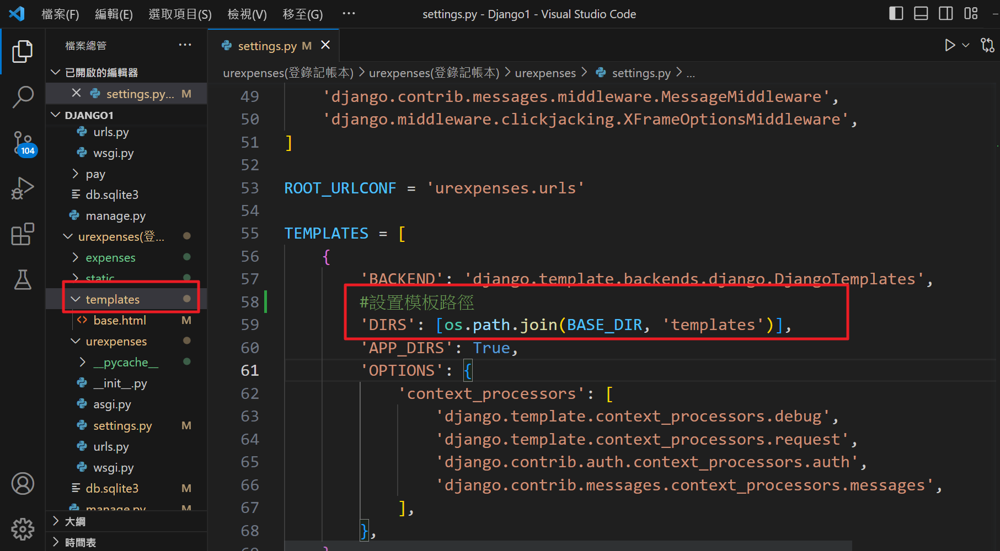 檔案(F) 編輯(E) 選取項目(S) 檢視(V) 移至(G) ··· settings.py - Django1 - Visual Studio Code
檔案總管 ···
已開啟的編輯器
settings.py... M
DJANGO1
urls.py
wsgi.py
pay
db.sqlite3
manage.py
urexpenses(登...
expenses
static
templates
base.html M
urexpenses
__pycache__
__init__.py
asgi.py
settings.py M
urls.py
wsgi.py
db.sqlite3 M
manage.py M
大綱
時間表
104
settings.py M
urexpenses(登錄記帳本) > urexpenses(登錄記帳本) > urexpenses > settings.py > ...
49 'django.contrib.messages.middleware.MessageMiddleware',
50 'django.middleware.clickjacking.XFrameOptionsMiddleware',
51 ]
52
53 ROOT_URLCONF = 'urexpenses.urls'
54
55 TEMPLATES = [
56 {
57 'BACKEND': 'django.template.backends.django.DjangoTemplates',
58 #設置模板路徑
59 'DIRS': [os.path.join(BASE_DIR, 'templates')],
60 'APP_DIRS': True,
61 'OPTIONS': {
62 'context_processors': [
63 'django.template.context_processors.debug',
64 'django.template.context_processors.request',
65 'django.contrib.auth.context_processors.auth',
66 'django.contrib.messages.context_processors.messages',
67 ],
68 },